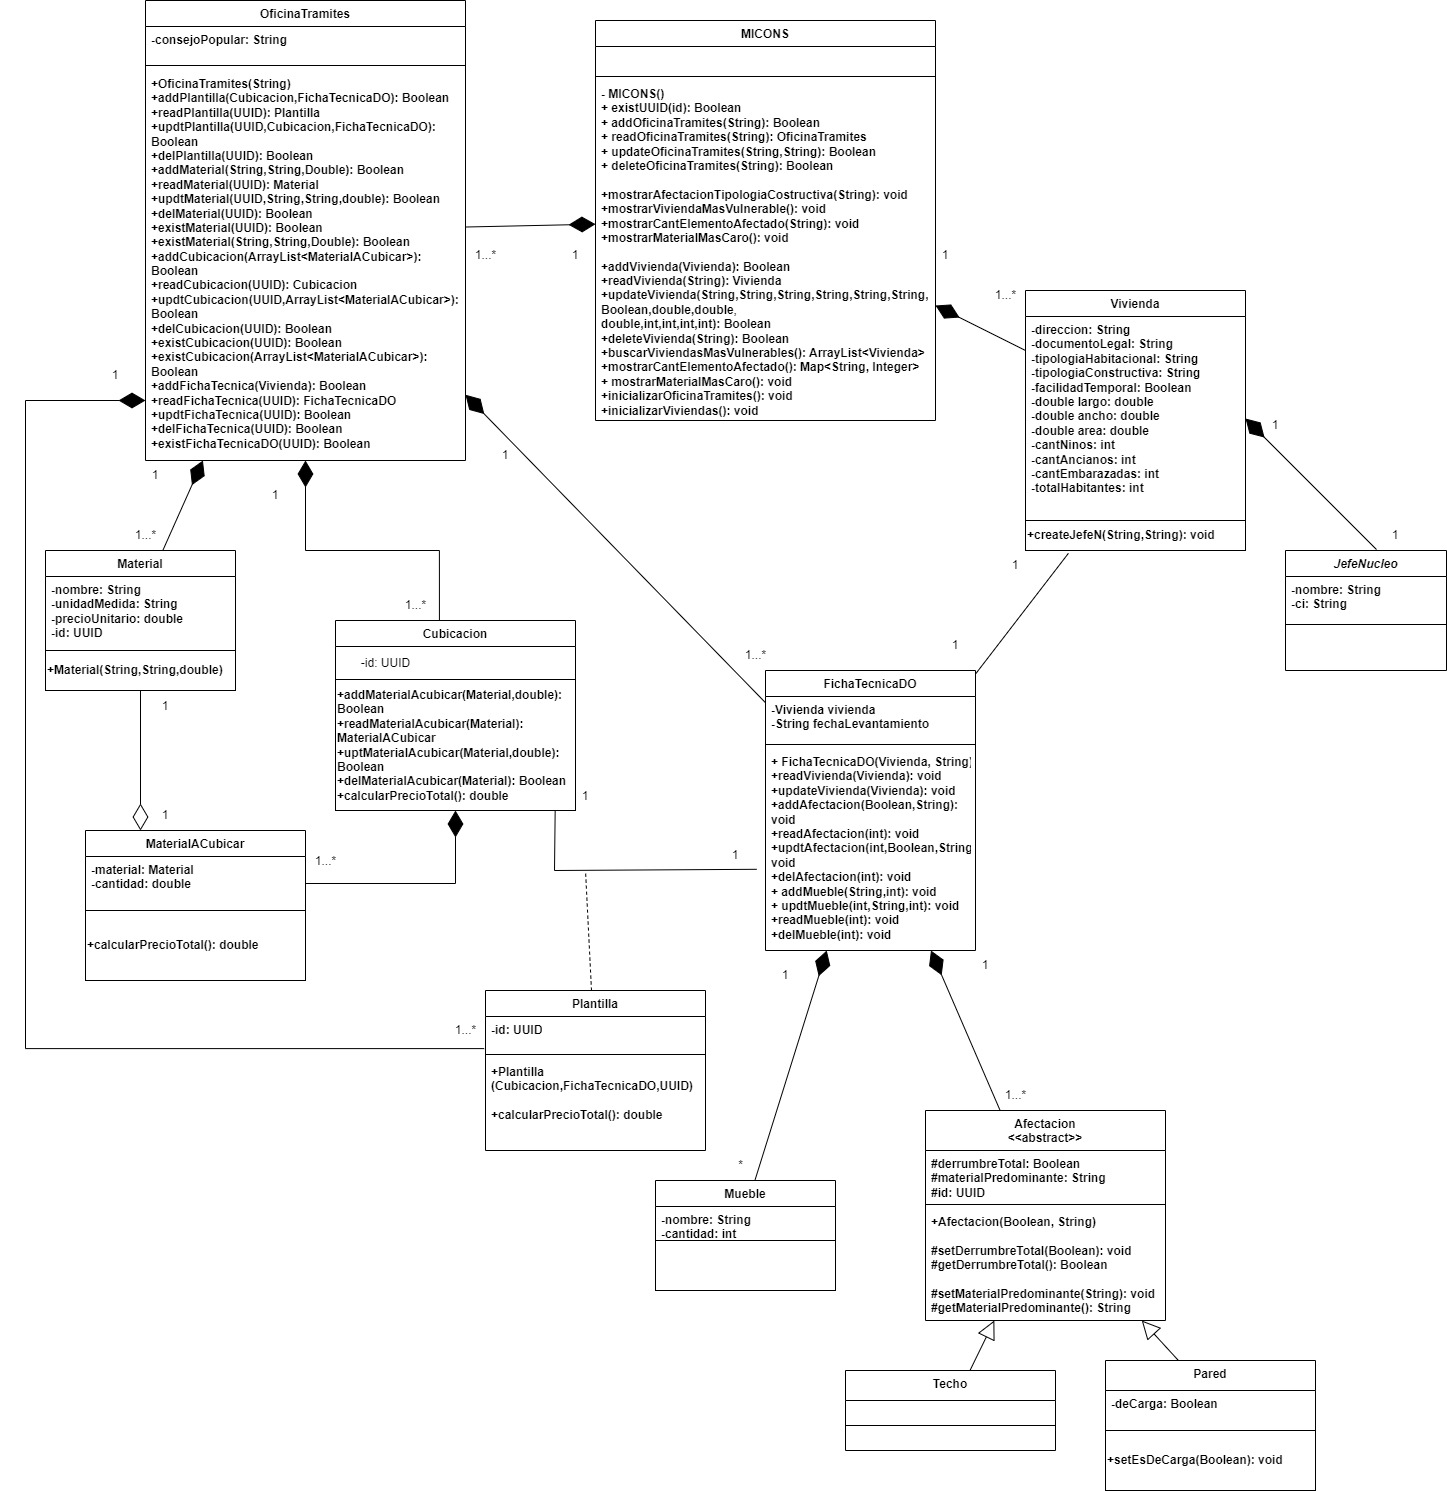 OficinaTramites
-consejoPopular: String
+OficinaTramites(String)
+addPlantilla(Cubicacion,FichaTecnicaDO): Boolean
+readPlantilla(UUID): Plantilla
+updtPlantilla(UUID,Cubicacion,FichaTecnicaDO):
Boolean
+delPlantilla(UUID): Boolean
+addMaterial(String,String,Double): Boolean
+readMaterial(UUID): Material
+updtMaterial(UUID,String,String,double): Boolean
+delMaterial(UUID): Boolean
+existMaterial(UUID): Boolean
+existMaterial(String,String,Double): Boolean
+addCubicacion(ArrayList<MaterialACubicar>):
Boolean
+readCubicacion(UUID): Cubicacion
+updtCubicacion(UUID,ArrayList<MaterialACubicar>):
Boolean
+delCubicacion(UUID): Boolean
+existCubicacion(UUID): Boolean
+existCubicacion(ArrayList<MaterialACubicar>):
Boolean
+addFichaTecnica(Vivienda): Boolean
+readFichaTecnica(UUID): FichaTecnicaDO
+updtFichaTecnica(UUID): Boolean
+delFichaTecnica(UUID): Boolean
+existFichaTecnicaDO(UUID): Boolean
MICONS
- MICONS()
+ existUUID(id): Boolean
+ addOficinaTramites(String): Boolean
+ readOficinaTramites(String): OficinaTramites
+ updateOficinaTramites(String,String): Boolean
+ deleteOficinaTramites(String): Boolean
+mostrarAfectacionTipologiaCostructiva(String): void
+mostrarViviendaMasVulnerable(): void
+mostrarCantElementoAfectado(String): void
+mostrarMaterialMasCaro(): void
+addVivienda(Vivienda): Boolean
+readVivienda(String): Vivienda
+updateVivienda(String,String,String,String,String,String,
Boolean,double,double,
double,int,int,int,int): Boolean
+deleteVivienda(String): Boolean
+buscarViviendasMasVulnerables(): ArrayList<Vivienda>
+mostrarCantElementoAfectado(): Map<String, Integer>
+ mostrarMaterialMasCaro(): void
+inicializarOficinaTramites(): void
+inicializarViviendas(): void
1...*
1
1
1...*
Vivienda
-direccion: String
-documentoLegal: String
-tipologiaHabitacional: String
-tipologiaConstructiva: String
-facilidadTemporal: Boolean
-double largo: double
-double ancho: double
-double area: double
-cantNinos: int
-cantAncianos: int
-cantEmbarazadas: int
-totalHabitantes: int
+createJefeN(String,String): void
1
1
JefeNucleo
-nombre: String
-ci: String
1
1
1
1
1
1...*
1...*
1
1...*
Material
-nombre: String
-unidadMedida: String
-precioUnitario: double
-id: UUID
+Material(String,String,double)
1
1
Cubicacion
-id: UUID
+addMaterialAcubicar(Material,double):
Boolean
+readMaterialAcubicar(Material):
MaterialACubicar
+uptMaterialAcubicar(Material,double):
Boolean
+delMaterialAcubicar(Material): Boolean
+calcularPrecioTotal(): double
1
1
1...*
MaterialACubicar
-material: Material
-cantidad: double
+calcularPrecioTotal(): double
FichaTecnicaDO
-Vivienda vivienda
-String fechaLevantamiento
+ FichaTecnicaDO(Vivienda, String)
+readVivienda(Vivienda): void
+updateVivienda(Vivienda): void
+addAfectacion(Boolean,String):
void
+readAfectacion(int): void
+updtAfectacion(int,Boolean,String
void
+delAfectacion(int): void
+ addMueble(String,int): void
+ updtMueble(int,String,int): void
+readMueble(int): void
+delMueble(int): void
1
1
1...*
Plantilla
-id: UUID
+Plantilla
(Cubicacion,FichaTecnicaDO,UUID)
+calcularPrecioTotal(): double
*
Mueble
-nombre: String
-cantidad: int
1...*
Afectacion
<<abstract>>
#derrumbreTotal: Boolean
#materialPredominante: String
#id: UUID
+Afectacion(Boolean, String)
#setDerrumbreTotal(Boolean): void
#getDerrumbreTotal(): Boolean
#setMaterialPredominante(String): void
#getMaterialPredominante(): String
Techo
Pared
-deCarga: Boolean
+setEsDeCarga(Boolean): void